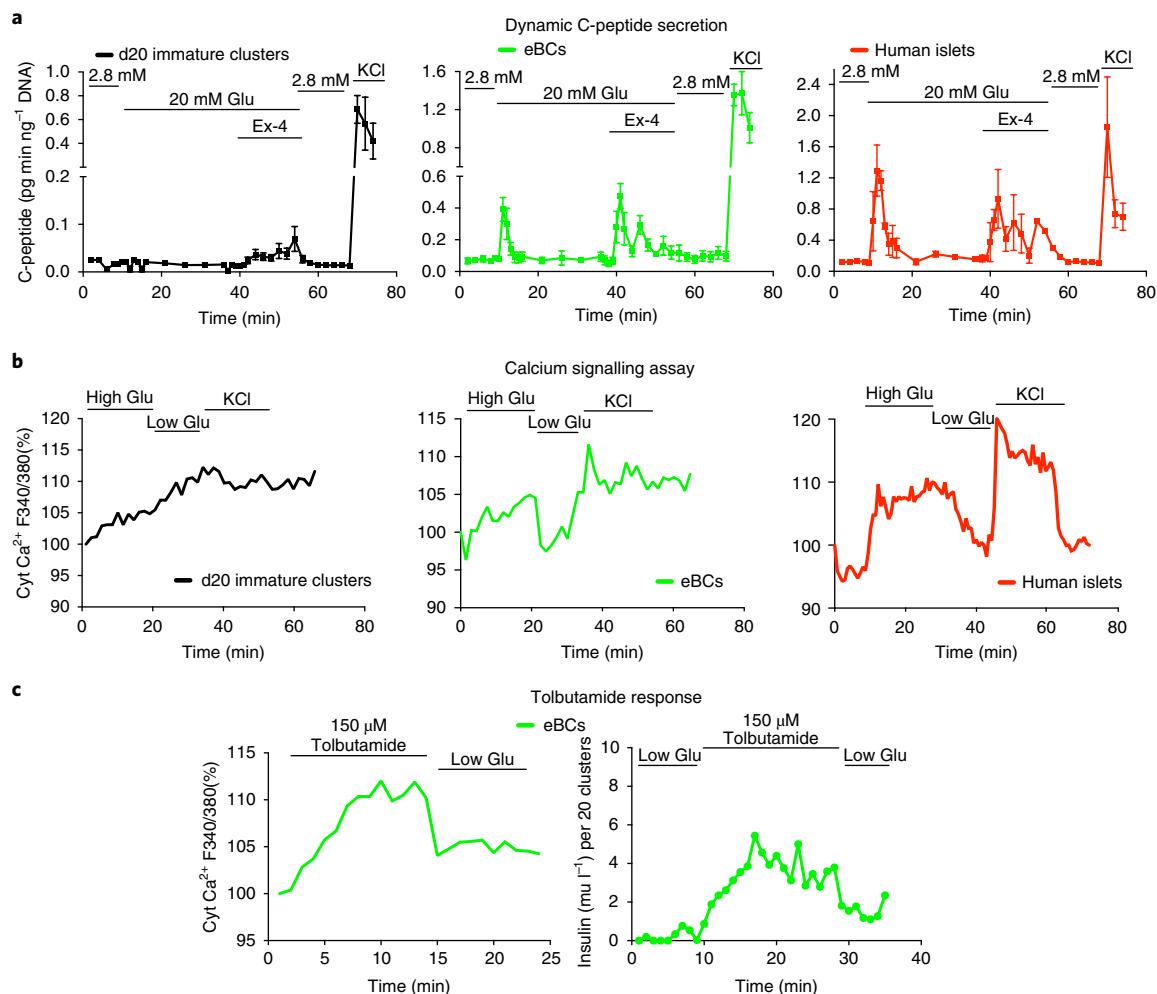 a
Dynamic C-peptide secretion
d20 immature clusters
eBCs
Human islets
C-peptide (pg min ng⁻¹ DNA)
1.0
0.8
0.6
0.4
0.2
0.1
0.0
2.8 mM
20 mM Glu
Ex-4
2.8 mM
KCl
0 20 40 60 80
Time (min)
1.6
1.2
0.8
0.6
0.4
0.2
0.0
2.8 mM
20 mM Glu
Ex-4
2.8 mM
KCl
0 20 40 60 80
Time (min)
2.4
2.0
1.6
1.2
0.8
0.4
0.0
2.8 mM
20 mM Glu
Ex-4
2.8 mM
KCl
0 20 40 60 80
Time (min)
b
Calcium signalling assay
Cyt Ca²⁺ F340/380(%)
120
115
110
105
100
95
90
High Glu
Low Glu
KCl
d20 immature clusters
0 20 40 60 80
Time (min)
115
110
105
100
95
90
High Glu
Low Glu
KCl
eBCs
0 20 40 60 80
Time (min)
120
110
100
90
High Glu
Low Glu
KCl
Human islets
0 20 40 60 80
Time (min)
c
Tolbutamide response
eBCs
Cyt Ca²⁺ F340/380(%)
115
110
105
100
95
150 μM
Tolbutamide
Low Glu
0 5 10 15 20 25
Time (min)
Insulin (mu l⁻¹) per 20 clusters
10
8
6
4
2
0
Low Glu
150 μM
Tolbutamide
Low Glu
0 10 20 30 40
Time (min)